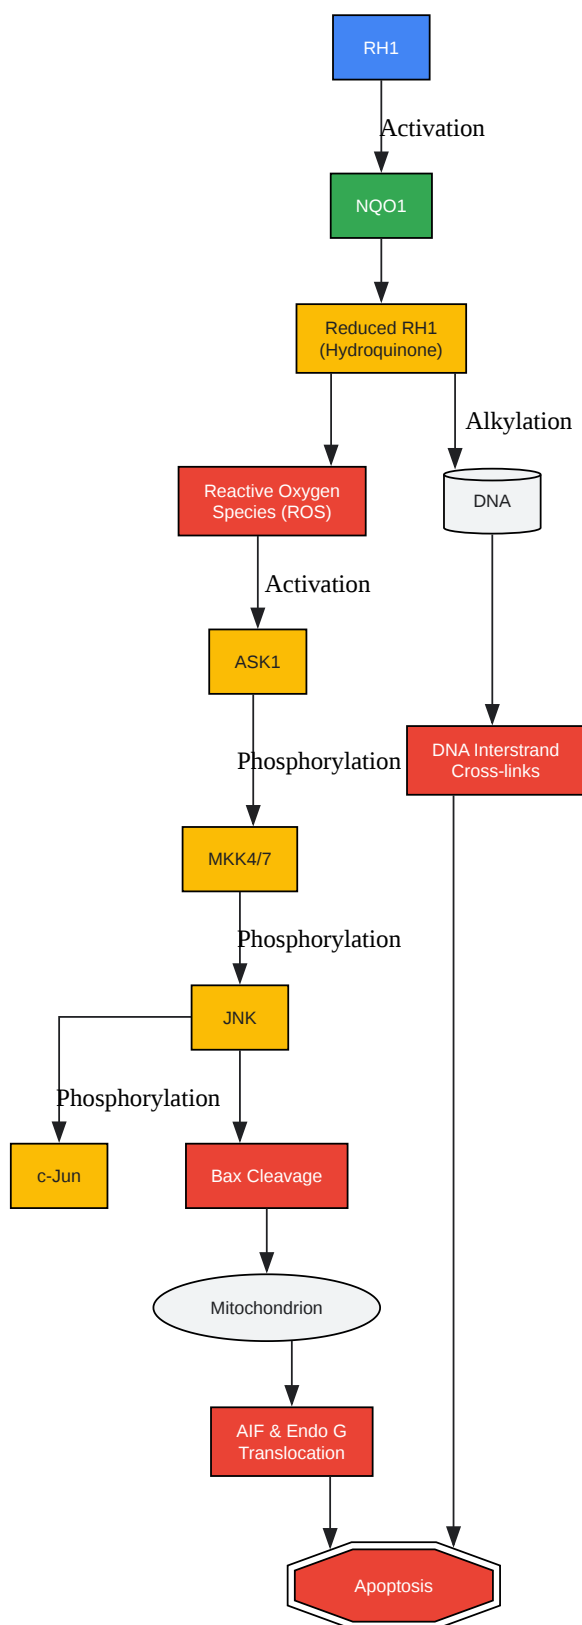 RH1
Activation
NQO1
Reduced RH1
(Hydroquinone)
Alkylation
Reactive Oxygen
Species (ROS)
DNA
Activation
ASK1
DNA Interstrand
Cross-links
Phosphorylation
MKK4/7
Phosphorylation
JNK
Phosphorylation
c-Jun
Bax Cleavage
Mitochondrion
AIF & Endo G
Translocation
Apoptosis